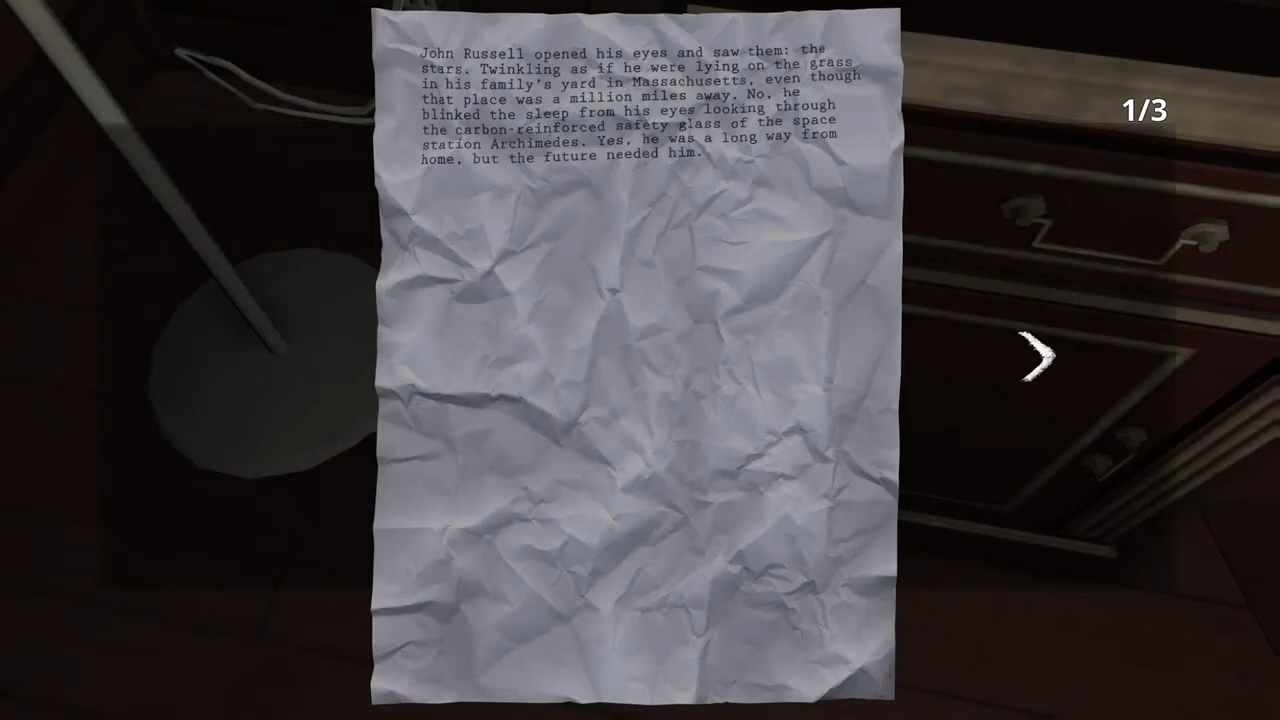 John Russell opened his eyes and saw them: the
stars. Twinkling as if he were lying on the grass
in his family's yard in Massachusetts, even though
that place was a million miles away. No, he
blinked the sleep from his eyes looking through
the carbon-reinforced safety glass of the space
station Archimedes. Yes, he was a long way from
home, but the future needed him.
1/3